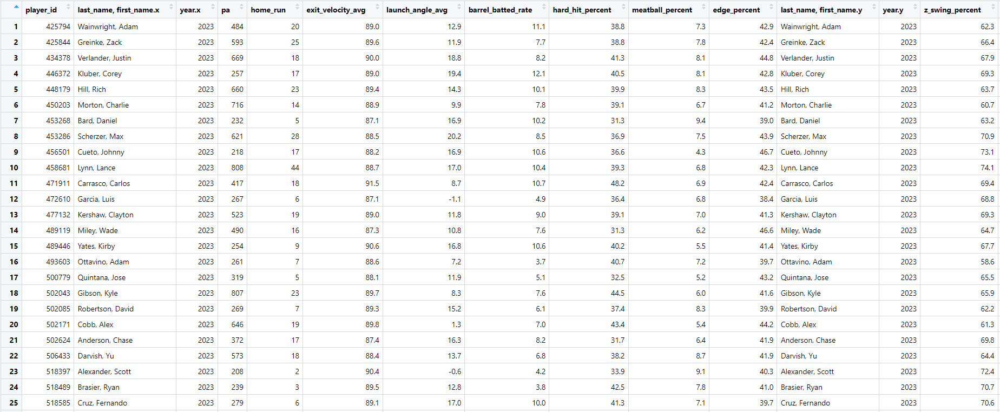 player_id last_name, first_name.x year.x pa home_run exit_velocity_avg launch_angle_avg barrel_batted_rate hard_hit_percent meatball_percent edge_percent last_name, first_name.y year.y z_swing_percent
1 425794 Wainwright, Adam 2023 484 20 89.0 12.9 11.1 38.8 7.3 42.9 Wainwright, Adam 2023 62.3
2 425844 Greinke, Zack 2023 593 25 89.6 11.9 7.7 38.8 7.8 42.4 Greinke, Zack 2023 66.4
3 434378 Verlander, Justin 2023 669 18 90.0 18.8 8.2 41.3 8.1 44.8 Verlander, Justin 2023 67.9
4 446372 Kluber, Corey 2023 257 17 89.0 19.4 12.1 40.5 8.1 42.8 Kluber, Corey 2023 69.3
5 448179 Hill, Rich 2023 660 23 89.4 14.3 10.1 39.9 8.3 43.5 Hill, Rich 2023 63.7
6 450203 Morton, Charlie 2023 716 14 88.9 9.9 7.8 39.1 6.7 41.2 Morton, Charlie 2023 60.7
7 453268 Bard, Daniel 2023 232 5 87.1 16.9 10.2 31.3 9.4 39.0 Bard, Daniel 2023 63.2
8 453286 Scherzer, Max 2023 621 28 88.5 20.2 8.5 36.9 7.5 43.9 Scherzer, Max 2023 70.9
9 456501 Cueto, Johnny 2023 218 17 88.2 16.9 10.6 36.6 4.3 46.7 Cueto, Johnny 2023 73.1
10 458681 Lynn, Lance 2023 808 44 88.7 17.0 10.4 39.3 6.8 42.3 Lynn, Lance 2023 74.1
11 471911 Carrasco, Carlos 2023 417 18 91.5 8.7 10.7 48.2 6.9 42.4 Carrasco, Carlos 2023 69.4
12 472610 Garcia, Luis 2023 267 6 87.1 -1.1 4.9 36.4 6.8 38.4 Garcia, Luis 2023 68.8
13 477132 Kershaw, Clayton 2023 523 19 89.0 11.8 9.0 39.1 7.0 41.3 Kershaw, Clayton 2023 69.3
14 489119 Miley, Wade 2023 490 16 87.3 10.8 7.6 31.3 6.2 46.6 Miley, Wade 2023 64.7
15 489446 Yates, Kirby 2023 254 9 90.6 16.8 10.6 40.2 5.5 41.4 Yates, Kirby 2023 67.7
16 493603 Ottavino, Adam 2023 261 7 88.6 7.2 3.7 40.7 7.2 39.7 Ottavino, Adam 2023 58.6
17 500779 Quintana, Jose 2023 319 5 88.1 11.9 5.1 32.5 5.2 43.2 Quintana, Jose 2023 65.5
18 502043 Gibson, Kyle 2023 807 23 89.7 8.3 7.6 44.5 6.0 41.6 Gibson, Kyle 2023 65.9
19 502085 Robertson, David 2023 269 7 89.3 15.2 6.1 37.4 8.3 39.9 Robertson, David 2023 62.2
20 502171 Cobb, Alex 2023 646 19 89.8 1.3 7.0 43.4 5.4 44.2 Cobb, Alex 2023 61.3
21 502624 Anderson, Chase 2023 372 17 87.4 16.3 8.2 31.7 6.4 41.9 Anderson, Chase 2023 69.8
22 506433 Darvish, Yu 2023 573 18 88.4 13.7 6.8 38.2 8.7 41.9 Darvish, Yu 2023 64.4
23 518397 Alexander, Scott 2023 208 2 90.4 -0.6 4.2 33.9 9.1 40.3 Alexander, Scott 2023 72.4
24 518489 Brasier, Ryan 2023 239 3 89.5 12.8 3.8 42.5 7.8 41.0 Brasier, Ryan 2023 70.7
25 518585 Cruz, Fernando 2023 279 6 89.1 17.0 10.0 41.3 7.1 39.7 Cruz, Fernando 2023 70.6